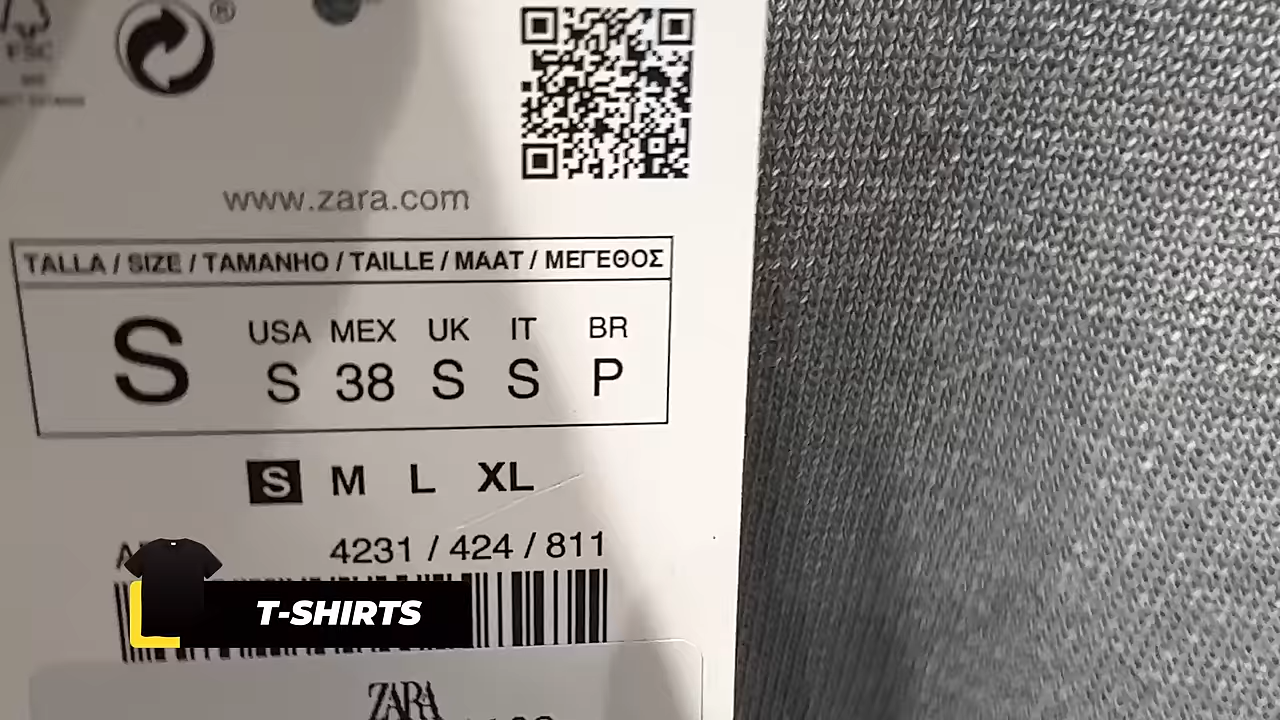 FSC
®
www.zara.com
TALLA / SIZE / TAMANHO / TAILLE / MAAT / ΜΕΓΕΘΟΣ
S
USA MEX UK IT BR
S 38 S S P
S M L XL
4231 / 424 / 811
T-SHIRTS
ZARA